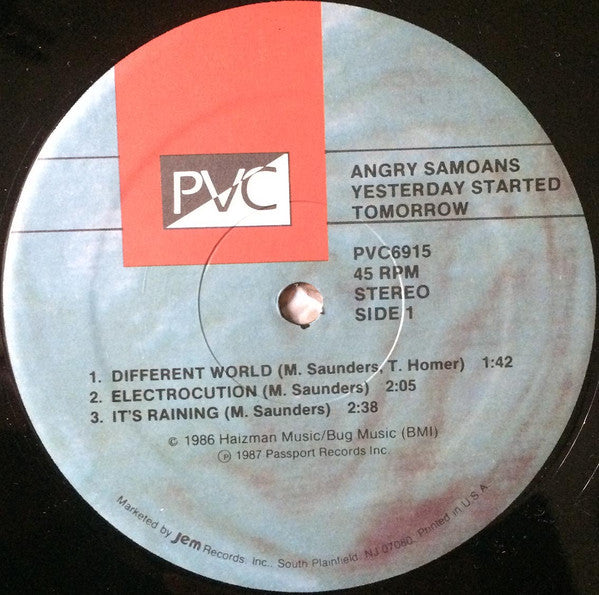 PVC
ANGRY SAMOANS
YESTERDAY STARTED
TOMORROW
PVC6915
45 RPM
STEREO
SIDE 1
1. DIFFERENT WORLD (M. Saunders, T. Homer) 1:42
2. ELECTROCUTION (M. Saunders) 2:05
3. IT'S RAINING (M. Saunders) 2:38
© 1986 Haizman Music/Bug Music (BMI)
℗ 1987 Passport Records Inc.
Marketed by Jem Records, Inc., South Plainfield, NJ 07080, Printed in U.S.A.